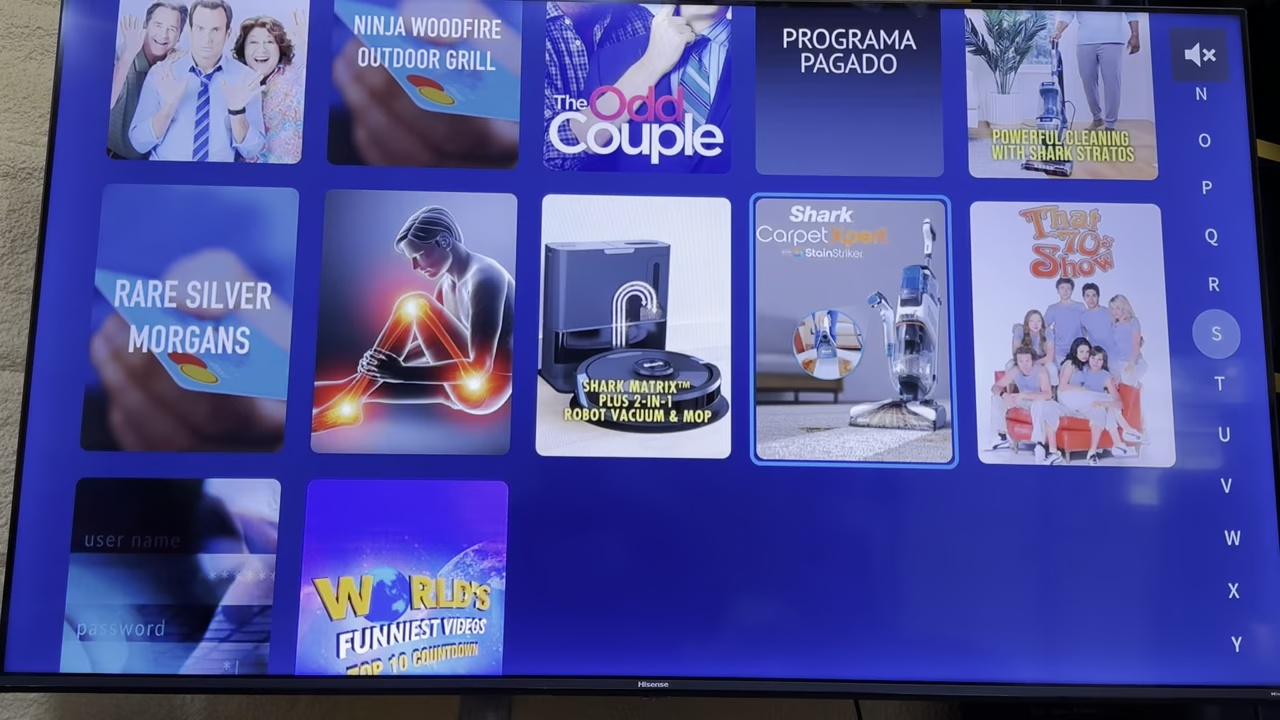 NINJA WOODFIRE
OUTDOOR GRILL
The Odd
Couple
PROGRAMA
PAGADO
POWERFUL CLEANING
WITH SHARK STRATOS
RARE SILVER
MORGANS
SHARK MATRIX™
PLUS 2-IN-1
ROBOT VACUUM & MOP
Shark
CarpetXpert
StainStriker
That
'70s
Show
user name
*******
password
*|
WORLD'S
FUNNIEST VIDEOS
TOP 10 COUNTDOWN
N
O
P
Q
R
S
T
U
V
W
X
Y
Hisense